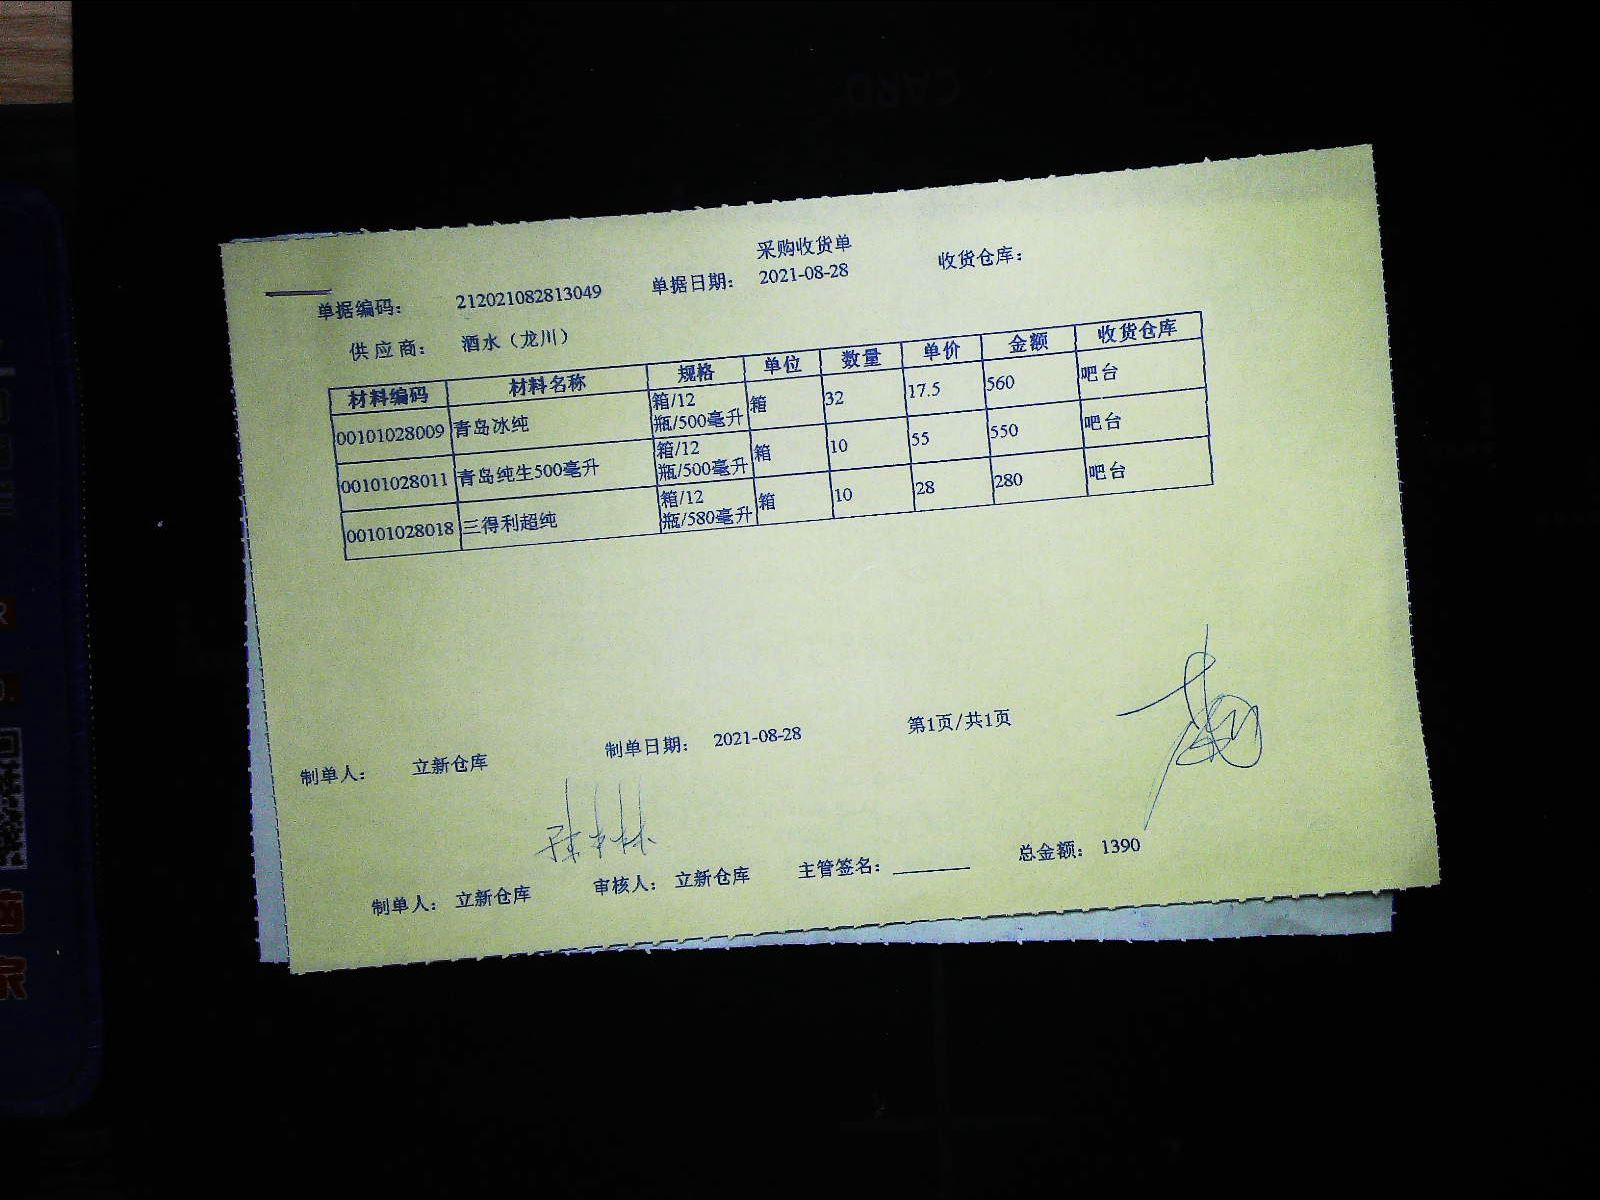 CARD
采购收货单
单据编码： 212021082813049 单据日期： 2021-08-28 收货仓库：
供应商： 酒水（龙川）
材料编码 材料名称 规格 单位 数量 单价 金额 收货仓库
00101028009 青岛冰纯 箱/12瓶/500毫升 箱 32 17.5 560 吧台
00101028011 青岛纯生500毫升 箱/12瓶/500毫升 箱 10 55 550 吧台
00101028018 三得利超纯 箱/12瓶/580毫升 箱 10 28 280 吧台
制单人： 立新仓库 制单日期： 2021-08-28 第1页/共1页
制单人： 立新仓库 审核人： 立新仓库 主管签名： 总金额： 1390